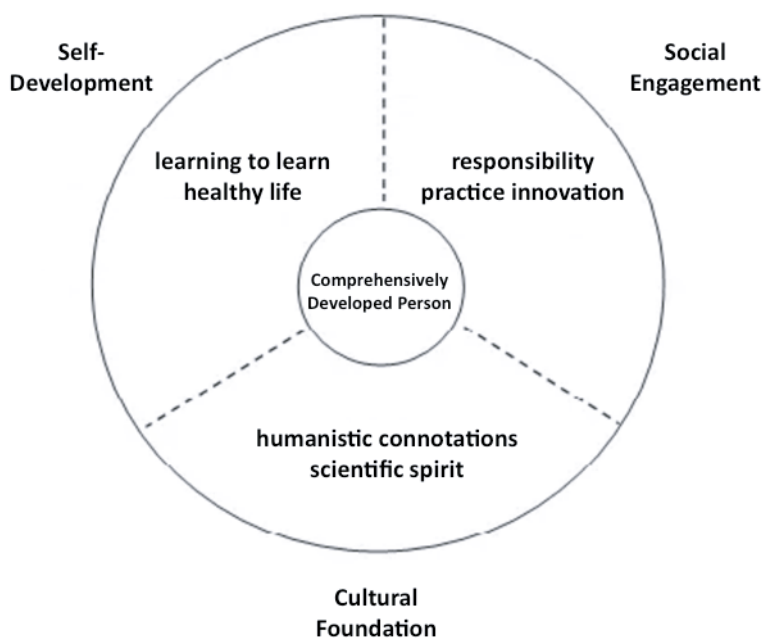 Self-
Development
Social
Engagement
learning to learn
healthy life
responsibility
practice innovation
Comprehensively
Developed Person
humanistic connotations
scientific spirit
Cultural
Foundation